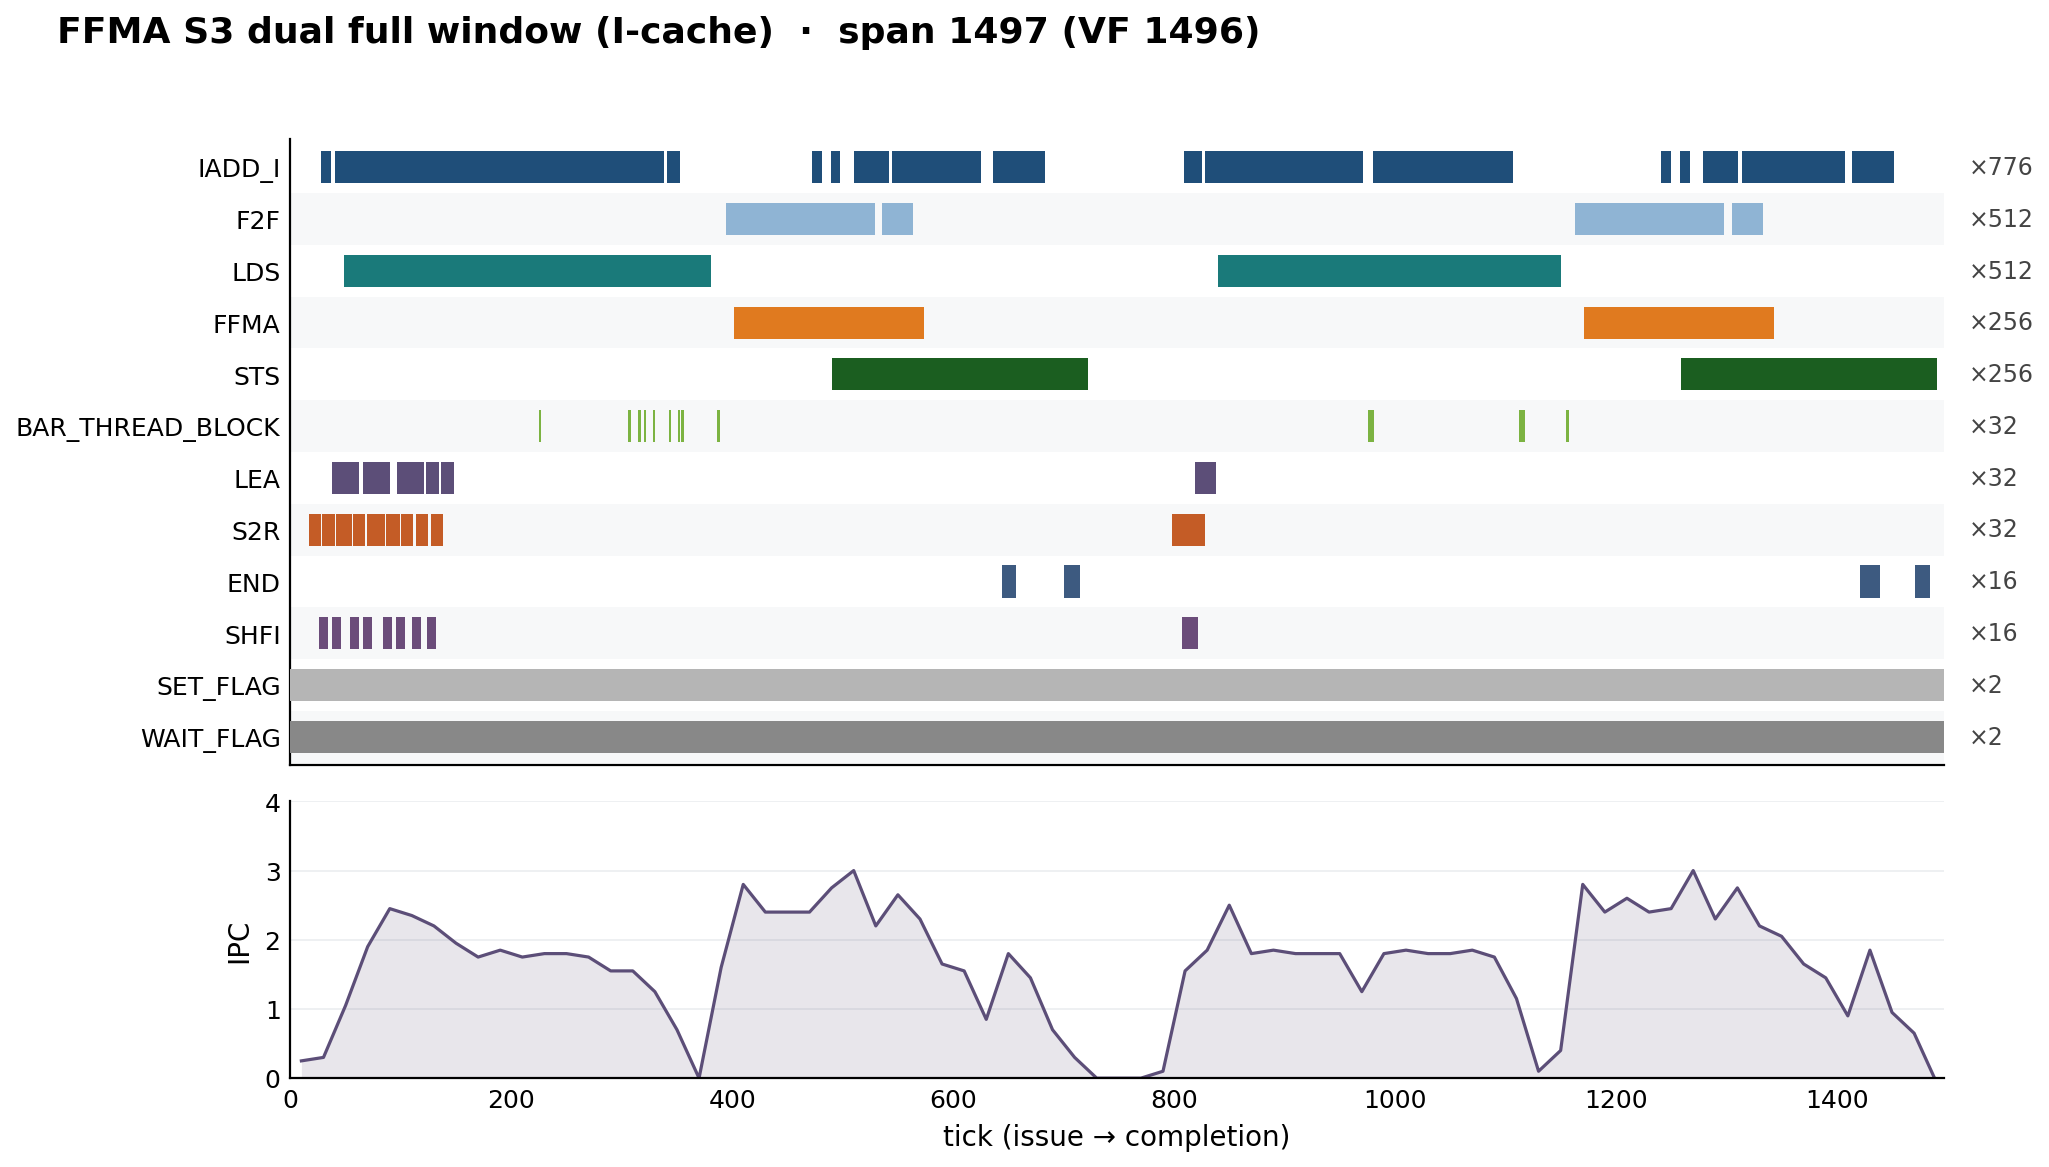 FFMA S3 dual full window (I-cache) · span 1497 (VF 1496)
IADD_I ×776
F2F ×512
LDS ×512
FFMA ×256
STS ×256
BAR_THREAD_BLOCK ×32
LEA ×32
S2R ×32
END ×16
SHFI ×16
SET_FLAG ×2
WAIT_FLAG ×2
4
3
2
1
0
IPC
0 200 400 600 800 1000 1200 1400
tick (issue → completion)